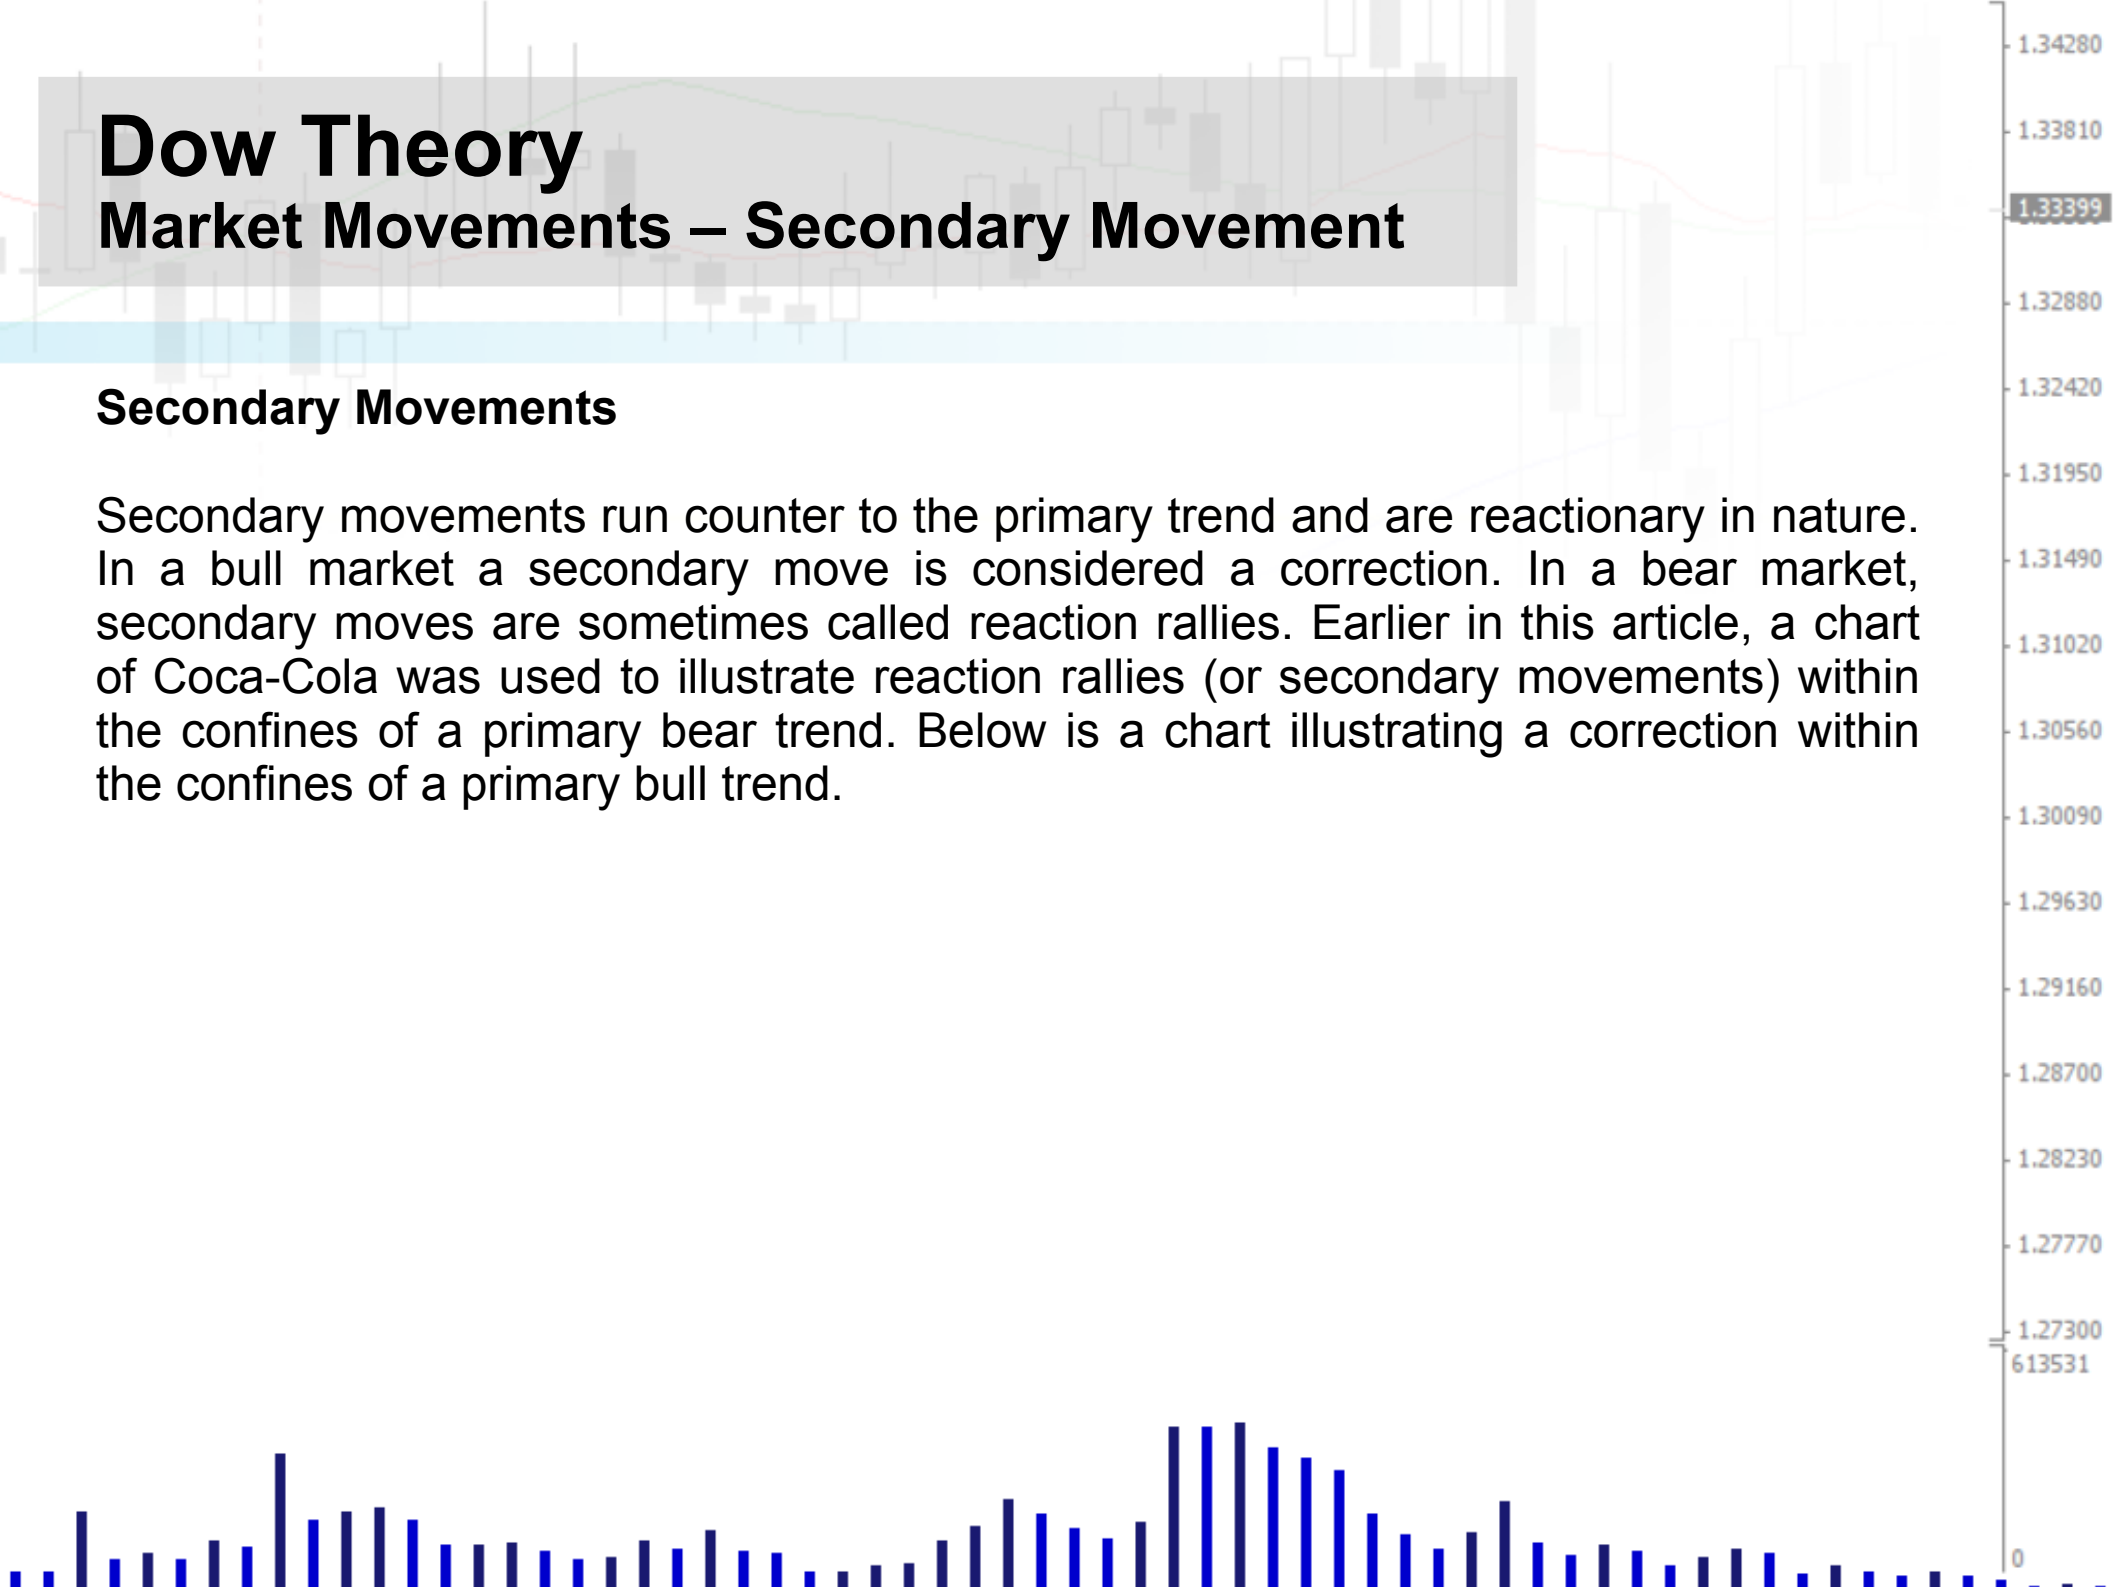 Dow Theory
Market Movements – Secondary Movement
Secondary Movements
Secondary movements run counter to the primary trend and are reactionary in nature.
In a bull market a secondary move is considered a correction. In a bear market,
secondary moves are sometimes called reaction rallies. Earlier in this article, a chart
of Coca-Cola was used to illustrate reaction rallies (or secondary movements) within
the confines of a primary bear trend. Below is a chart illustrating a correction within
the confines of a primary bull trend.
1.34280
1.33810
1.33399
1.32880
1.32420
1.31950
1.31490
1.31020
1.30560
1.30090
1.29630
1.29160
1.28700
1.28230
1.27770
1.27300
613531
0